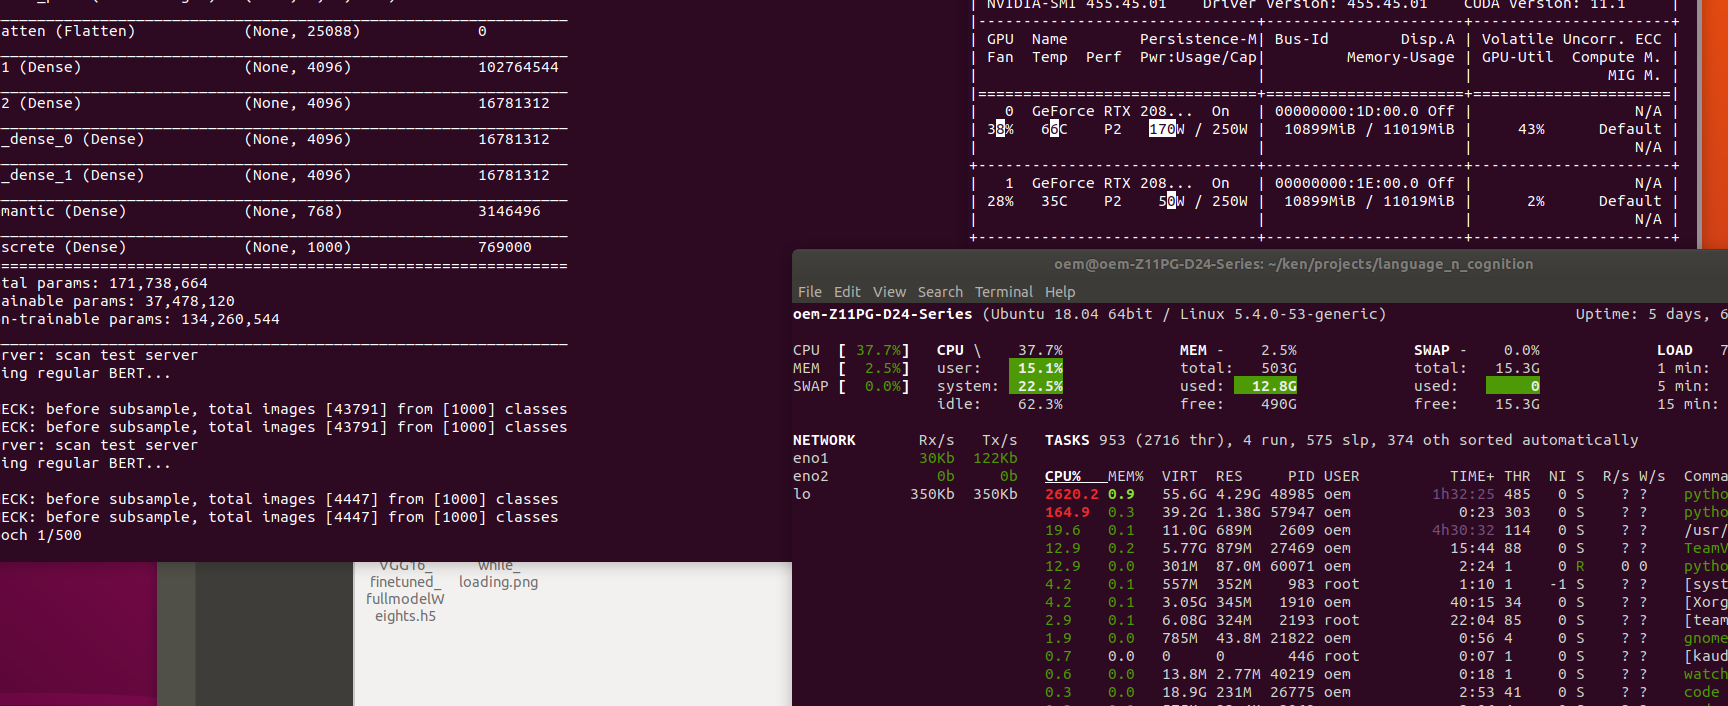 atten (Flatten) (None, 25088) 0
1 (Dense) (None, 4096) 102764544
2 (Dense) (None, 4096) 16781312
_dense_0 (Dense) (None, 4096) 16781312
_dense_1 (Dense) (None, 4096) 16781312
mantic (Dense) (None, 768) 3146496
screte (Dense) (None, 1000) 769000
tal params: 171,738,664
ainable params: 37,478,120
n-trainable params: 134,260,544
rver: scan test server
ing regular BERT...
ECK: before subsample, total images [43791] from [1000] classes
ECK: before subsample, total images [43791] from [1000] classes
rver: scan test server
ing regular BERT...
ECK: before subsample, total images [4447] from [1000] classes
ECK: before subsample, total images [4447] from [1000] classes
och 1/500
| NVIDIA-SMI 455.45.01 Driver Version: 455.45.01 CUDA Version: 11.1 |
|-------------------------------+----------------------+----------------------+
| GPU Name Persistence-M| Bus-Id Disp.A | Volatile Uncorr. ECC |
| Fan Temp Perf Pwr:Usage/Cap| Memory-Usage | GPU-Util Compute M. |
| | | MIG M. |
|===============================+======================+======================|
| 0 GeForce RTX 208... On | 00000000:1D:00.0 Off | N/A |
| 38% 66C P2 170W / 250W | 10899MiB / 11019MiB | 43% Default |
| | | N/A |
+-------------------------------+----------------------+----------------------+
| 1 GeForce RTX 208... On | 00000000:1E:00.0 Off | N/A |
| 28% 35C P2 50W / 250W | 10899MiB / 11019MiB | 2% Default |
| | | N/A |
+-------------------------------+----------------------+----------------------+
oem@oem-Z11PG-D24-Series: ~/ken/projects/language_n_cognition
File Edit View Search Terminal Help
oem-Z11PG-D24-Series (Ubuntu 18.04 64bit / Linux 5.4.0-53-generic) Uptime: 5 days, 6
CPU [ 37.7%] CPU \ 37.7% MEM - 2.5% SWAP - 0.0% LOAD 7
MEM [ 2.5%] user: 15.1% total: 503G total: 15.3G 1 min:
SWAP [ 0.0%] system: 22.5% used: 12.8G used: 0 5 min:
idle: 62.3% free: 490G free: 15.3G 15 min:
NETWORK Rx/s Tx/s TASKS 953 (2716 thr), 4 run, 575 slp, 374 oth sorted automatically
eno1 30Kb 122Kb
eno2 0b 0b CPU% MEM% VIRT RES PID USER TIME+ THR NI S R/s W/s Comma
lo 350Kb 350Kb 2620.2 0.9 55.6G 4.29G 48985 oem 1h32:25 485 0 S ? ? pytho
164.9 0.3 39.2G 1.38G 57947 oem 0:23 303 0 S ? ? pytho
19.6 0.1 11.0G 689M 2609 oem 4h30:32 114 0 S ? ? /usr/
12.9 0.2 5.77G 879M 27469 oem 15:44 88 0 S ? ? TeamV
12.9 0.0 301M 87.0M 60071 oem 2:24 1 0 R 0 0 pytho
4.2 0.1 557M 352M 983 root 1:10 1 -1 S ? ? [syst
4.2 0.1 3.05G 345M 1910 oem 40:15 34 0 S ? ? [Xorg
2.9 0.1 6.08G 324M 2193 root 22:04 85 0 S ? ? [team
1.9 0.0 785M 43.8M 21822 oem 0:56 4 0 S ? ? gnome
0.7 0.0 0 0 446 root 0:07 1 0 S ? ? [kaud
0.6 0.0 13.8M 2.77M 40219 oem 0:18 1 0 S ? ? watch
0.3 0.0 18.9G 231M 26775 oem 2:53 41 0 S ? ? code
VGG16_
finetuned_
fullmodelW
eights.h5
while_
loading.png